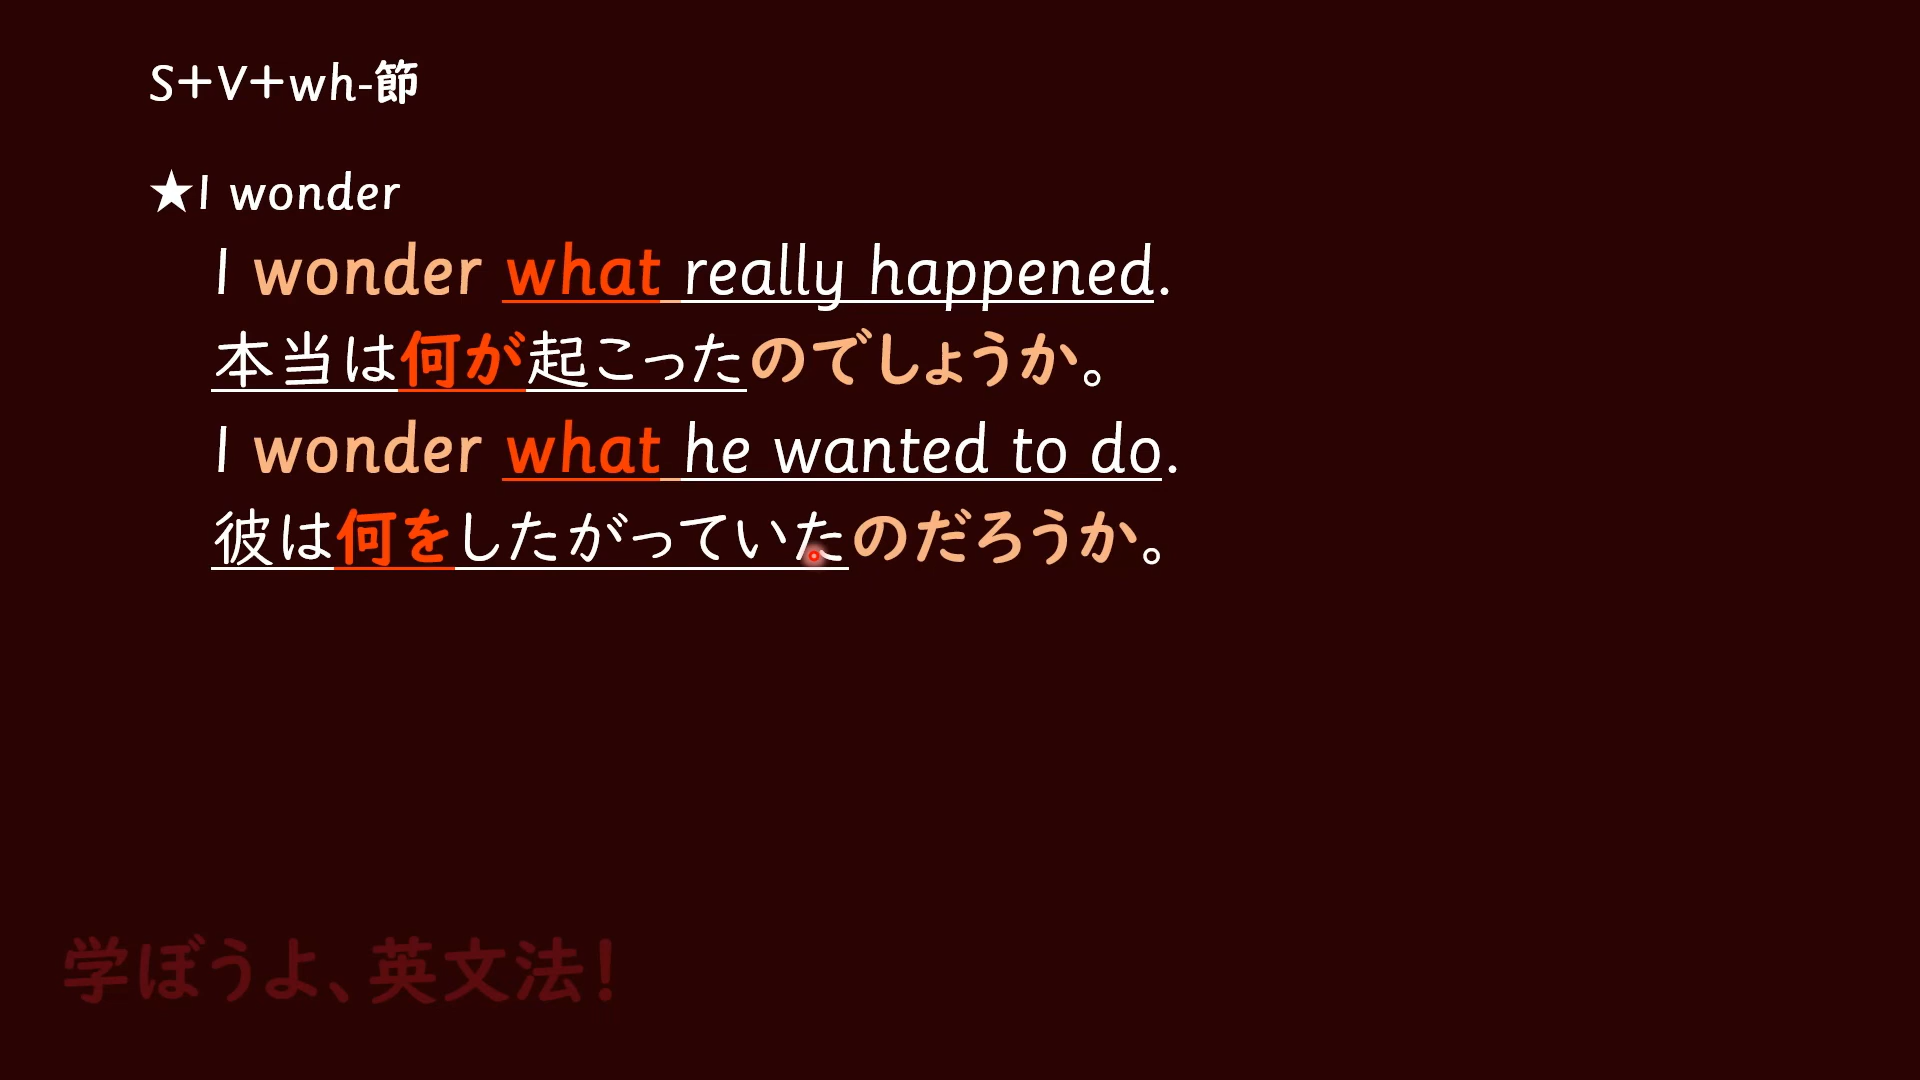 S+V+wh-節
★I wonder
I wonder what really happened.
本当は何が起こったのでしょうか。
I wonder what he wanted to do.
彼は何をしたがっていたのだろうか。
学ぼうよ、英文法!